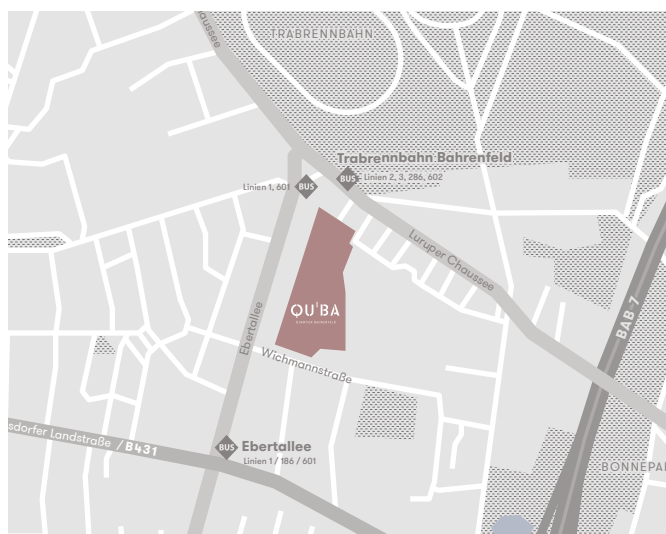 Chaussee
TRABRENNBAHN
Trabrennbahn Bahrenfeld
BUS
Linien 2, 3, 286, 602
Linien 1, 601
BUS
Luruper Chaussee
QU'BA
Ebertallee
Wichmannstraße
BAB 7
sdorfer Landstraße / B431
BUS
Ebertallee
Linien 1 / 186 / 601
BONNEPAR